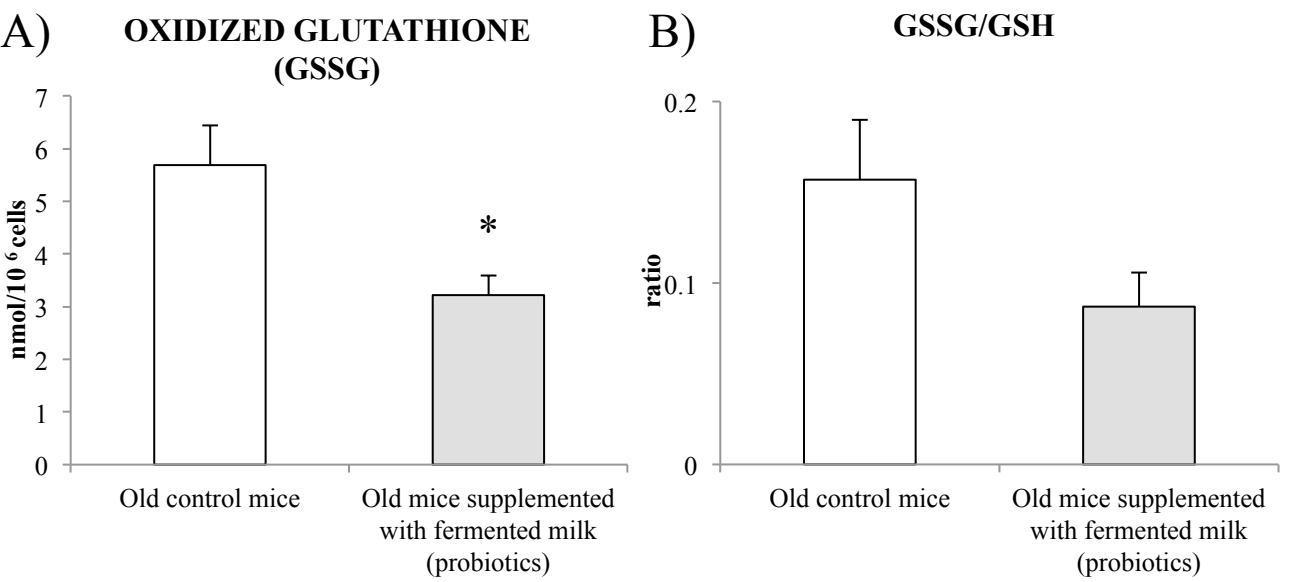 A)
OXIDIZED GLUTATHIONE
(GSSG)
nmol/10 6 cells
7
6
5
4
3
2
1
0
*
Old control mice
Old mice supplemented
with fermented milk
(probiotics)
B)
GSSG/GSH
ratio
0.2
0.1
0
Old control mice
Old mice supplemented
with fermented milk
(probiotics)